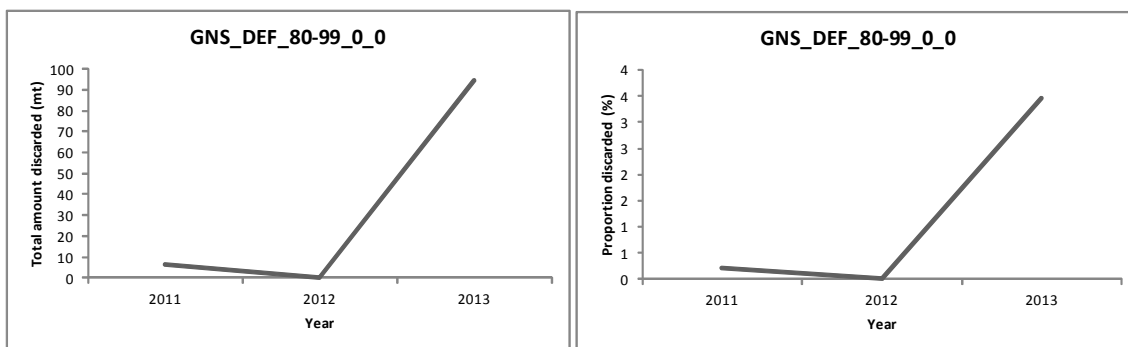 GNS_DEF_80-99_0_0
Total amount discarded (mt)
100
90
80
70
60
50
40
30
20
10
0
2011 2012 2013
Year
GNS_DEF_80-99_0_0
Proportion discarded (%)
4
4
3
3
2
2
1
1
0
2011 2012 2013
Year